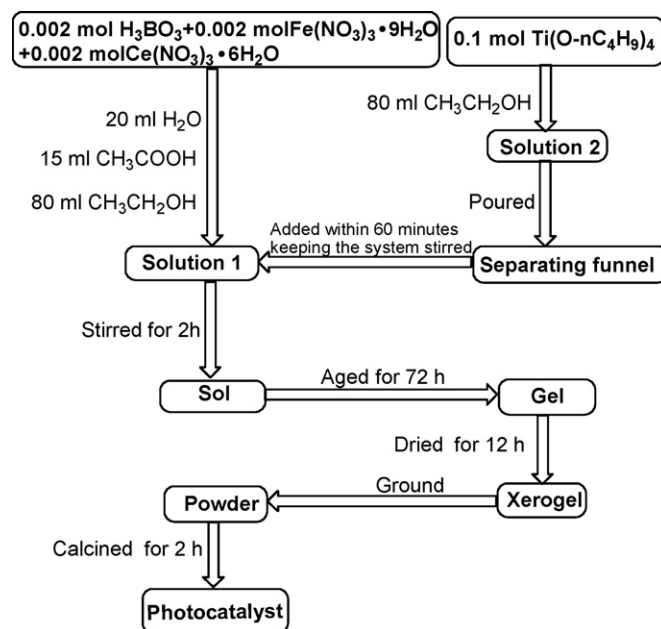 0.002 mol H₃BO₃+0.002 molFe(NO₃)₃•9H₂O
+0.002 molCe(NO₃)₃•6H₂O
0.1 mol Ti(O-nC₄H₉)₄
20 ml H₂O
15 ml CH₃COOH
80 ml CH₃CH₂OH
80 ml CH₃CH₂OH
Solution 2
Poured
Added within 60 minutes
keeping the system stirred
Solution 1
Separating funnel
Stirred for 2h
Sol
Aged for 72 h
Gel
Dried for 12 h
Powder
Ground
Xerogel
Calcined for 2 h
Photocatalyst